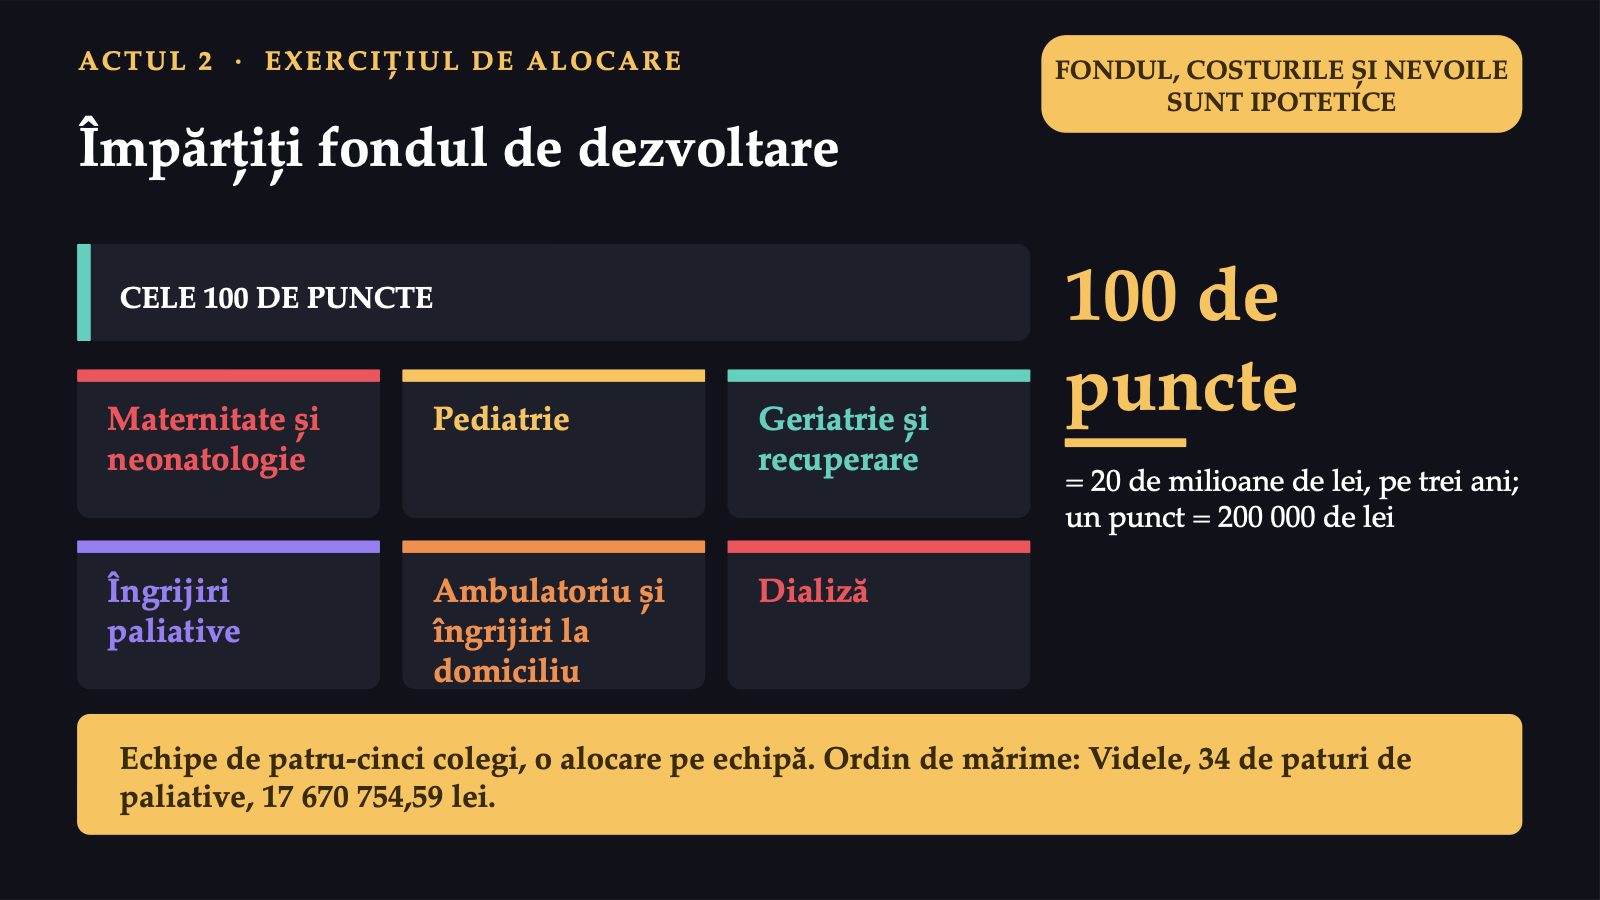 ACTUL 2 · EXERCIȚIUL DE ALOCARE
FONDUL, COSTURILE ȘI NEVOILE
SUNT IPOTETICE
Împărțiți fondul de dezvoltare
CELE 100 DE PUNCTE
100 de
puncte
= 20 de milioane de lei, pe trei ani;
un punct = 200 000 de lei
Maternitate și
neonatologie
Pediatrie
Geriatrie și
recuperare
Îngrijiri
paliative
Ambulatoriu și
îngrijiri la
domiciliu
Dializă
Echipe de patru-cinci colegi, o alocare pe echipă. Ordin de mărime: Videle, 34 de paturi de
paliative, 17 670 754,59 lei.